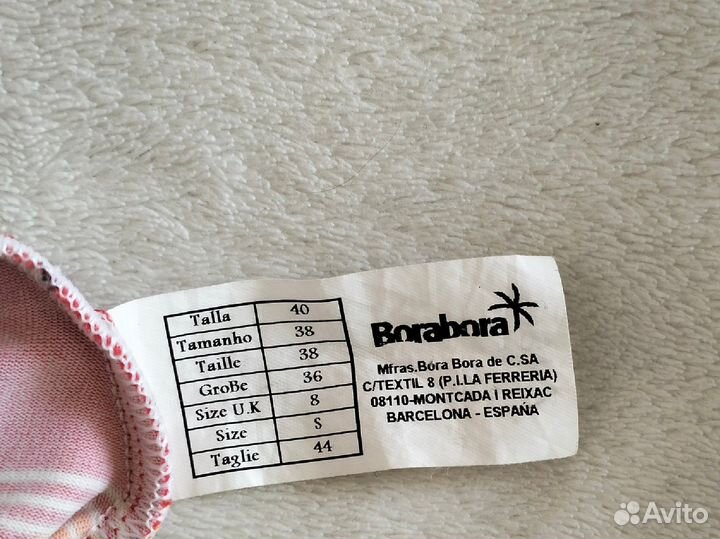 Talla 40
Tamanho 38
Taille 38
GroBe 36
Size U.K 8
Size S
Taglie 44
Borabora
Mfras.Bora Bora de C.SA
C/TEXTIL 8 (P.I.LA FERRERIA)
08110-MONTCADA I REIXAC
BARCELONA - ESPAÑA
Avito